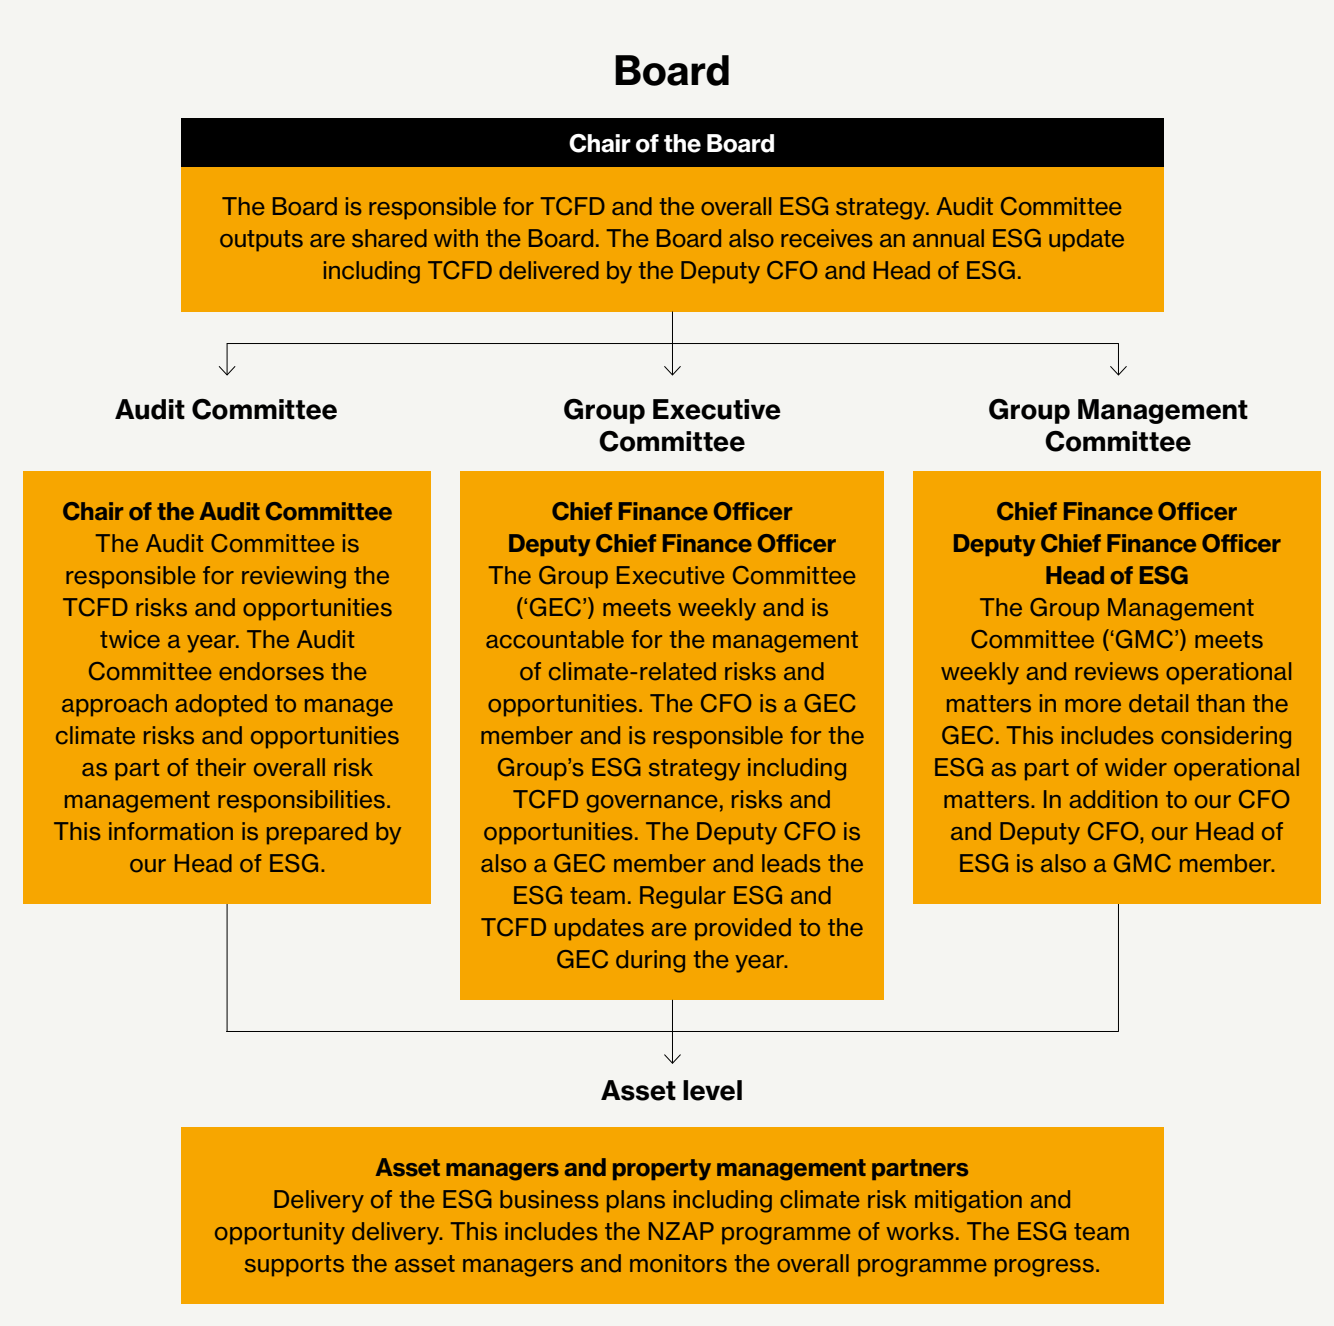 Board
Chair of the Board
The Board is responsible for TCFD and the overall ESG strategy. Audit Committee
outputs are shared with the Board. The Board also receives an annual ESG update
including TCFD delivered by the Deputy CFO and Head of ESG.
Audit Committee
Chair of the Audit Committee
The Audit Committee is
responsible for reviewing the
TCFD risks and opportunities
twice a year. The Audit
Committee endorses the
approach adopted to manage
climate risks and opportunities
as part of their overall risk
management responsibilities.
This information is prepared by
our Head of ESG.
Group Executive
Committee
Chief Finance Officer
Deputy Chief Finance Officer
The Group Executive Committee
(‘GEC’) meets weekly and is
accountable for the management
of climate-related risks and
opportunities. The CFO is a GEC
member and is responsible for the
Group’s ESG strategy including
TCFD governance, risks and
opportunities. The Deputy CFO is
also a GEC member and leads the
ESG team. Regular ESG and
TCFD updates are provided to the
GEC during the year.
Group Management
Committee
Chief Finance Officer
Deputy Chief Finance Officer
Head of ESG
The Group Management
Committee (‘GMC’) meets
weekly and reviews operational
matters in more detail than the
GEC. This includes considering
ESG as part of wider operational
matters. In addition to our CFO
and Deputy CFO, our Head of
ESG is also a GMC member.
Asset level
Asset managers and property management partners
Delivery of the ESG business plans including climate risk mitigation and
opportunity delivery. This includes the NZAP programme of works. The ESG team
supports the asset managers and monitors the overall programme progress.